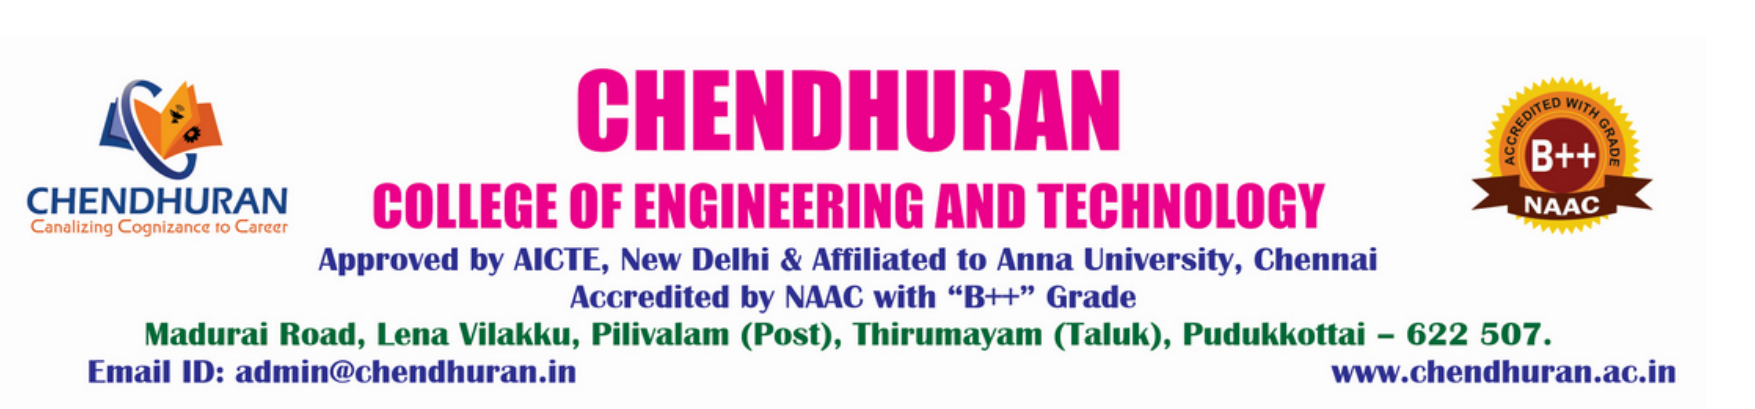 CHENDHURAN
COLLEGE OF ENGINEERING AND TECHNOLOGY
CHENDHURAN
Canalizing Cognizance to Career
ACCREDITED WITH GRADE
B++
NAAC
Approved by AICTE, New Delhi & Affiliated to Anna University, Chennai
Accredited by NAAC with “B++” Grade
Madurai Road, Lena Vilakku, Pilivalam (Post), Thirumayam (Taluk), Pudukkottai – 622 507.
Email ID: admin@chendhuran.in
www.chendhuran.ac.in